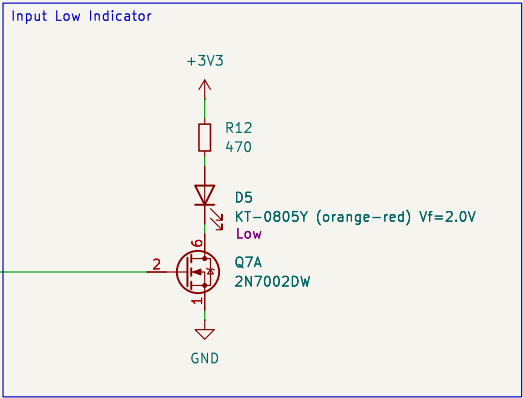 Input Low Indicator
+3V3
R12
470
D5
KT-0805Y (orange-red) Vf=2.0V
Low
6
Q7A
2
2N7002DW
1
GND